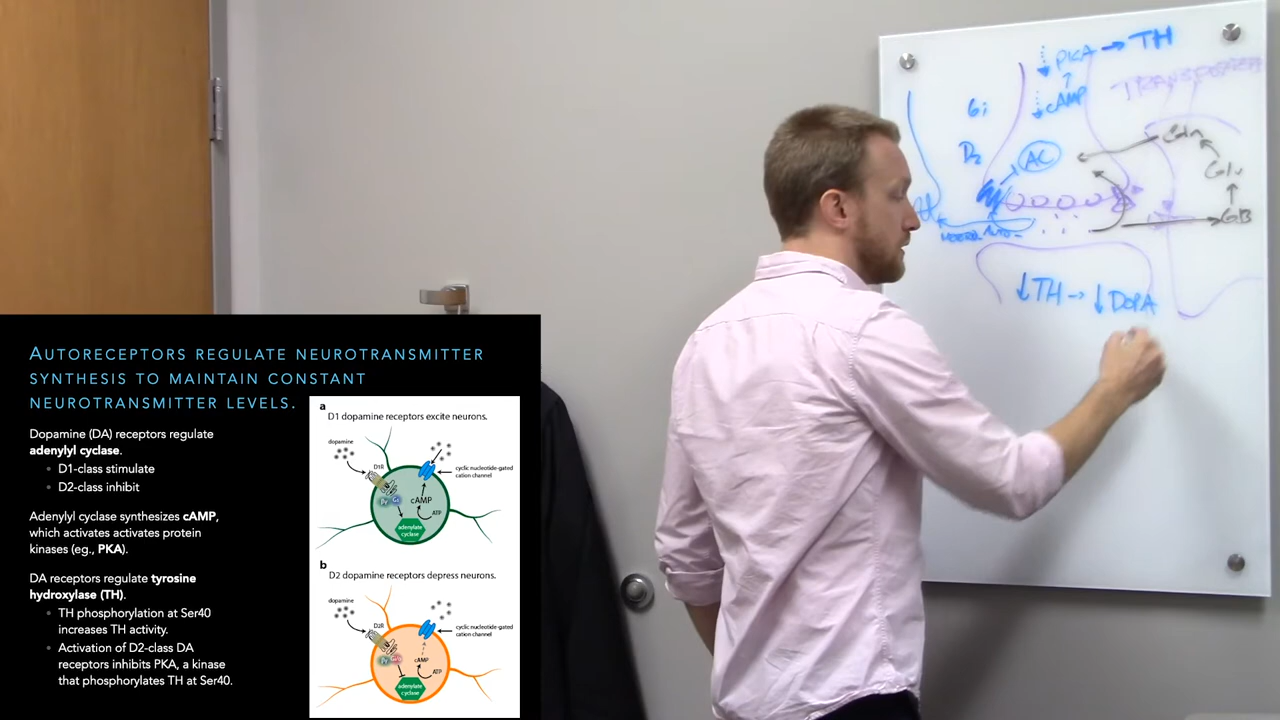 AUTORECEPTORS REGULATE NEUROTRANSMITTER
SYNTHESIS TO MAINTAIN CONSTANT
NEUROTRANSMITTER LEVELS.
Dopamine (DA) receptors regulate
adenylyl cyclase.
D1-class stimulate
D2-class inhibit
Adenylyl cyclase synthesizes cAMP,
which activates activates protein
kinases (eg., PKA).
DA receptors regulate tyrosine
hydroxylase (TH).
TH phosphorylation at Ser40
increases TH activity.
Activation of D2-class DA
receptors inhibits PKA, a kinase
that phosphorylates TH at Ser40.
a
D1 dopamine receptors excite neurons.
dopamine
D1R
cyclic nucleotide-gated
cation channel
cAMP
ATP
adenylate
cyclase
b
D2 dopamine receptors depress neurons.
dopamine
D2R
cyclic nucleotide-gated
cation channel
cAMP
ATP
adenylate
cyclase
PKA → TH
cAMP
Gi
D2
AC
TRANSPORTER
Gln
Glu
↓TH → ↓DOPA